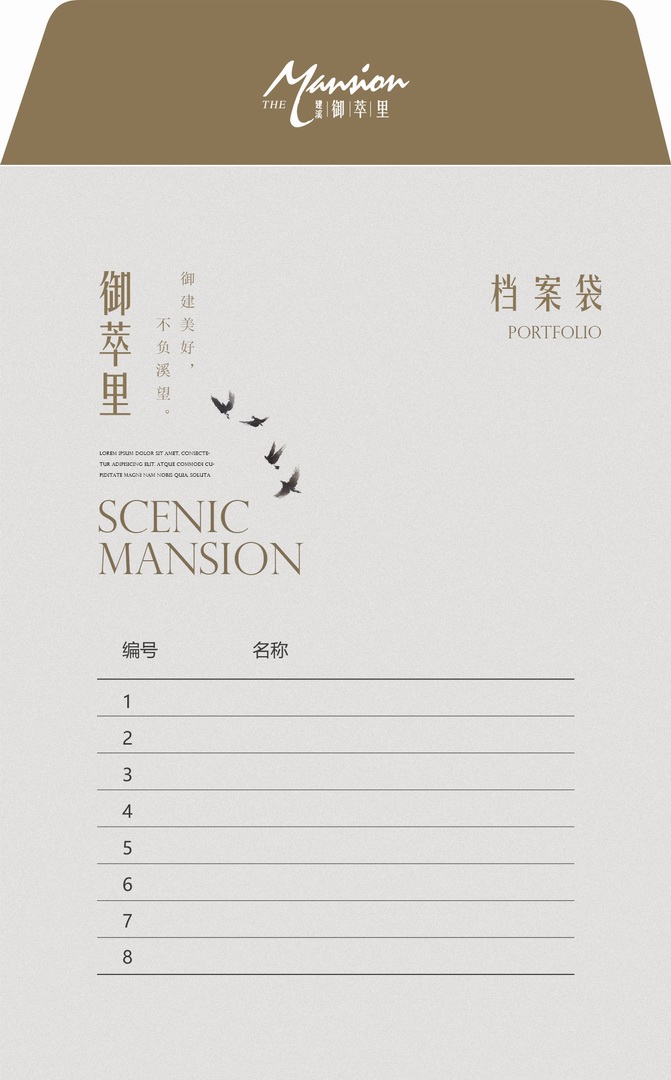 Mansion
THE 建溪 御 萃 里
御萃里
御建美好，
不负溪望。
档案袋
PORTFOLIO
LOREM IPSUM DOLOR SIT AMET, CONSECTE-
TUR ADIPISICING ELIT. ATQUE COMMODI CU-
PIDITATE MAGNI NAM NOBIS QUIA, SOLUTA
SCENIC
MANSION
编号 名称
1
2
3
4
5
6
7
8